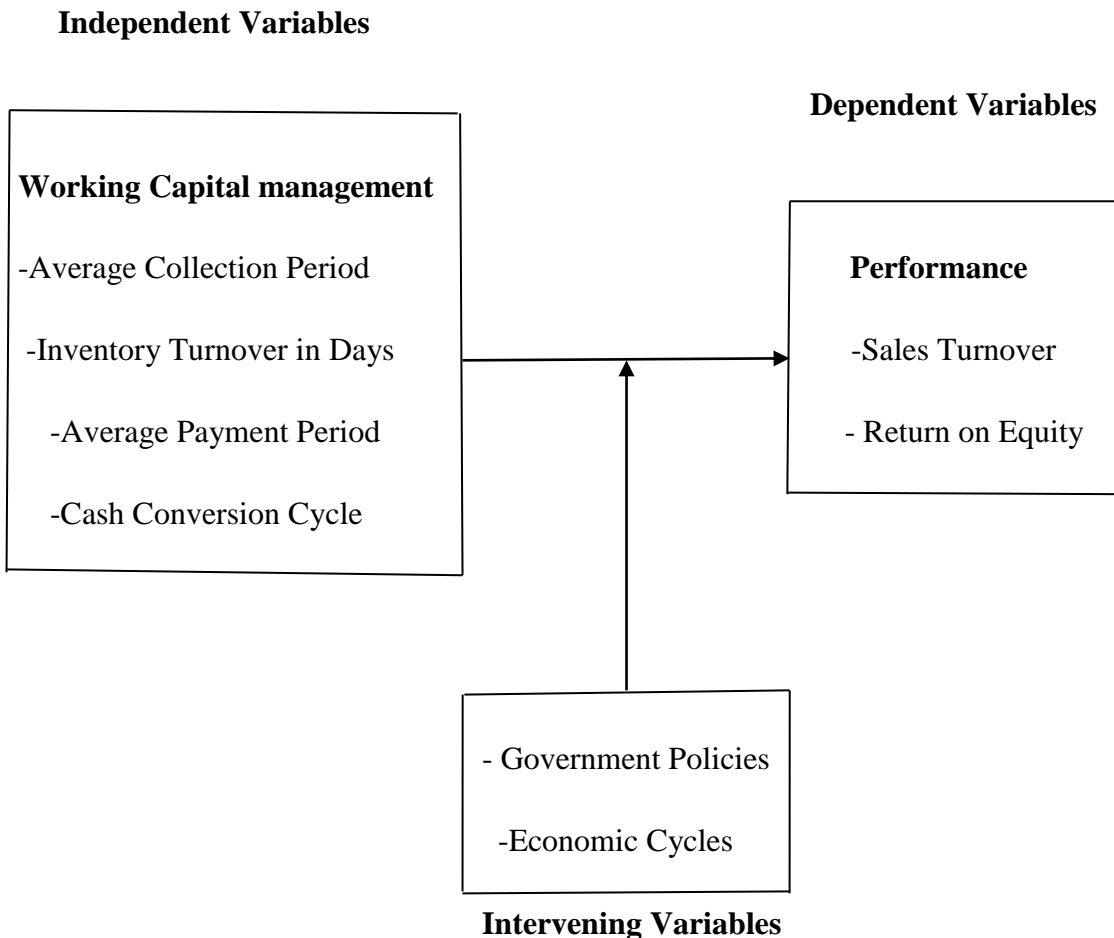 Independent Variables
Dependent Variables
Working Capital management
-Average Collection Period
-Inventory Turnover in Days
-Average Payment Period
-Cash Conversion Cycle
Performance
-Sales Turnover
- Return on Equity
- Government Policies
-Economic Cycles
Intervening Variables